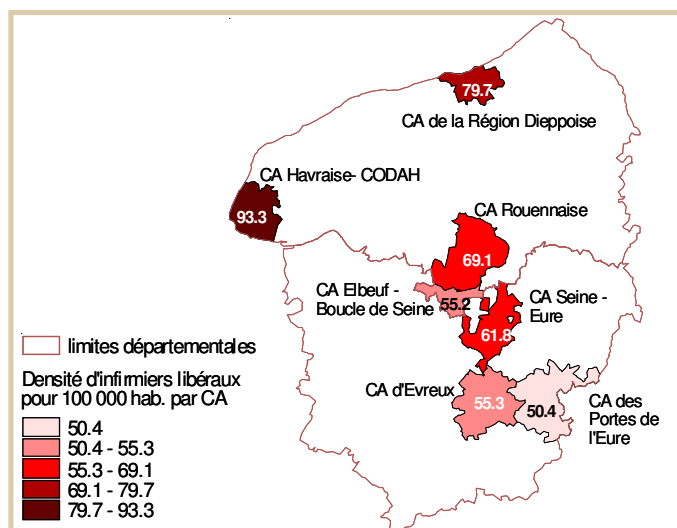 79.7
CA de la Région Dieppoise
CA Havraise- CODAH
93.3
CA Rouennaise
69.1
CA Elbeuf -
Boucle de Seine
55.2
CA Seine -
Eure
61.8
limites départementales
Densité d'infirmiers libéraux
pour 100 000 hab. par CA
50.4
50.4 - 55.3
55.3 - 69.1
69.1 - 79.7
79.7 - 93.3
CA d'Evreux
55.3
50.4
CA des
Portes de
l'Eure